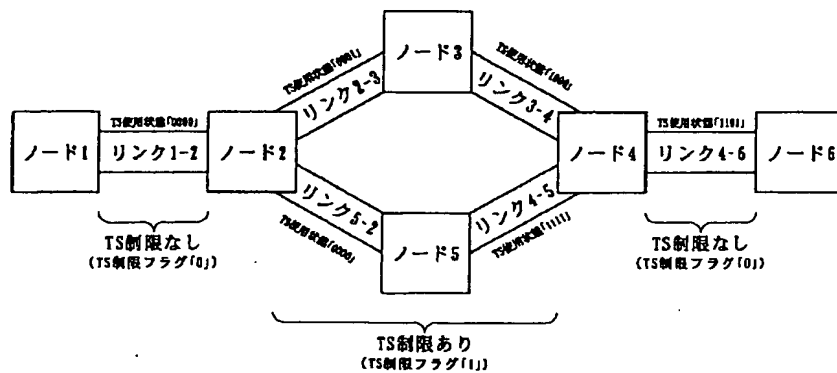 ノード3
TS使用状態「0001」
TS使用状態「1000」
リンク2-3
リンク3-4
TS使用状態「0000」
TS使用状態「1101」
ノード1
リンク1-2
ノード2
ノード4
リンク4-6
ノード6
リンク5-2
リンク4-5
TS使用状態「0000」
TS使用状態「1111」
ノード5
TS制限なし
(TS制限フラグ「0」)
TS制限なし
(TS制限フラグ「0」)
TS制限あり
(TS制限フラグ「1」)